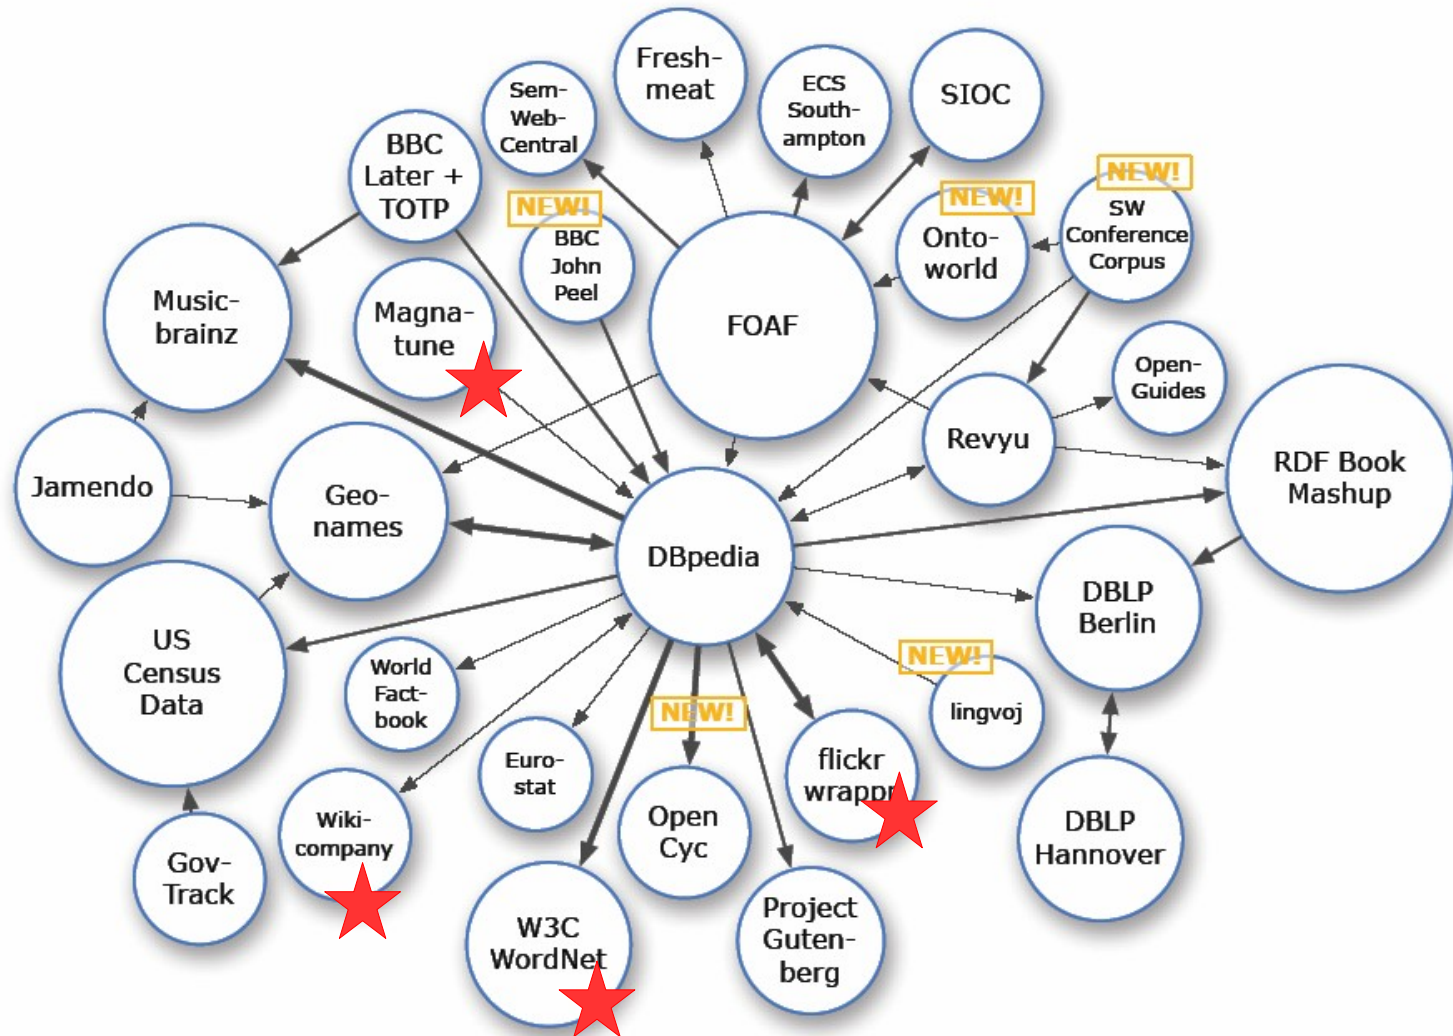 Fresh-
meat
ECS
South-
ampton
SIOC
Sem-
Web-
Central
BBC
Later +
TOTP
NEW!
BBC
John
Peel
NEW!
Onto-
world
NEW!
SW
Conference
Corpus
Music-
brainz
Magna-
tune
FOAF
Open-
Guides
Revyu
RDF Book
Mashup
Jamendo
Geo-
names
DBpedia
DBLP
Berlin
US
Census
Data
World
Fact-
book
NEW!
lingvoj
NEW!
Euro-
stat
flickr
wrappr
Open
Cyc
Wiki-
company
Gov-
Track
DBLP
Hannover
W3C
WordNet
Project
Guten-
berg